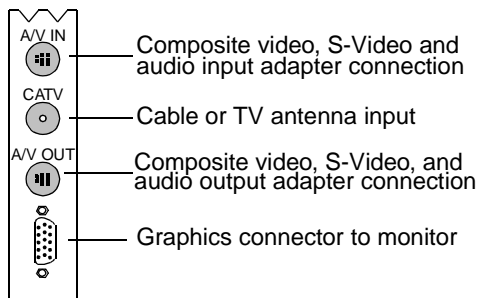 A/V IN
Composite video, S-Video and
audio input adapter connection
CATV
Cable or TV antenna input
A/V OUT
Composite video, S-Video, and
audio output adapter connection
Graphics connector to monitor